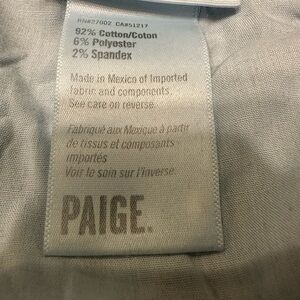 RN#27002 CA#51217
92% Cotton/Coton
6% Polyester
2% Spandex
Made in Mexico of Imported
fabric and components.
See care on reverse.
Fabriqué aux Mexique à partir
de tissus et composants
importés
Voir le soin sur l'inverse.
PAIGE.